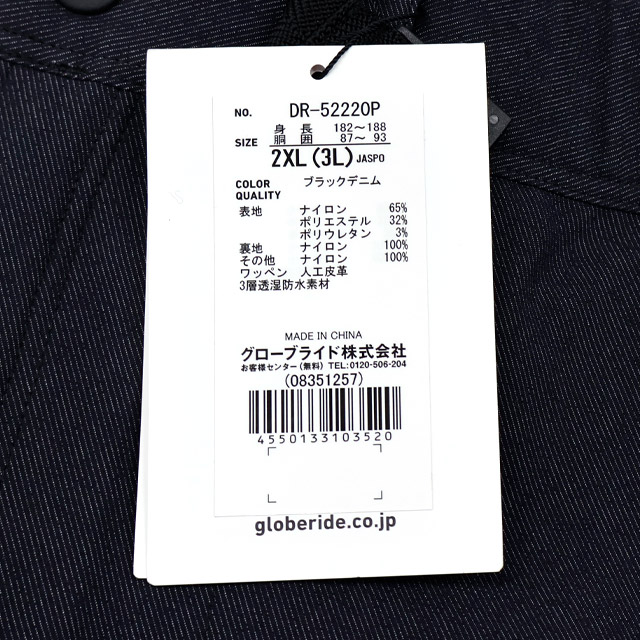 NO. DR-52220P
身長 182～188
SIZE 胴囲 87～ 93
2XL (3L) JASPO
COLOR ブラックデニム
QUALITY
表地 ナイロン 65%
ポリエステル 32%
ポリウレタン 3%
裏地 ナイロン 100%
その他 ナイロン 100%
ワッペン 人工皮革
3層透湿防水素材
MADE IN CHINA
グローブライド株式会社
お客様センター(無料) TEL:0120-506-204
(08351257)
4550133103520
globeride.co.jp